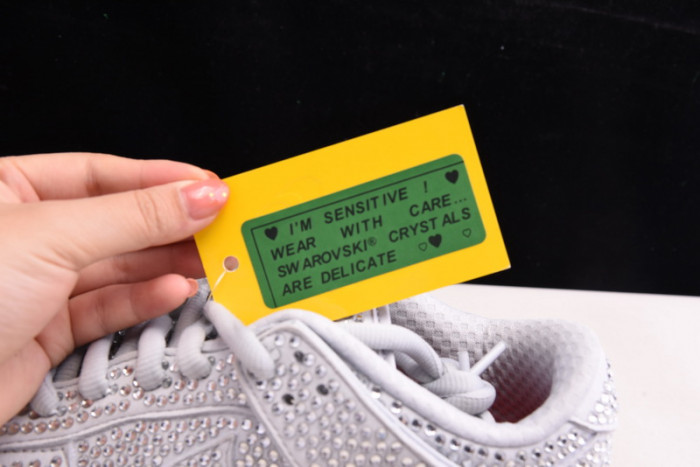 ♥ I'M SENSITIVE ! ♥
WEAR WITH CARE...
SWAROVSKI® CRYSTALS
ARE DELICATE ♡♥ ♡